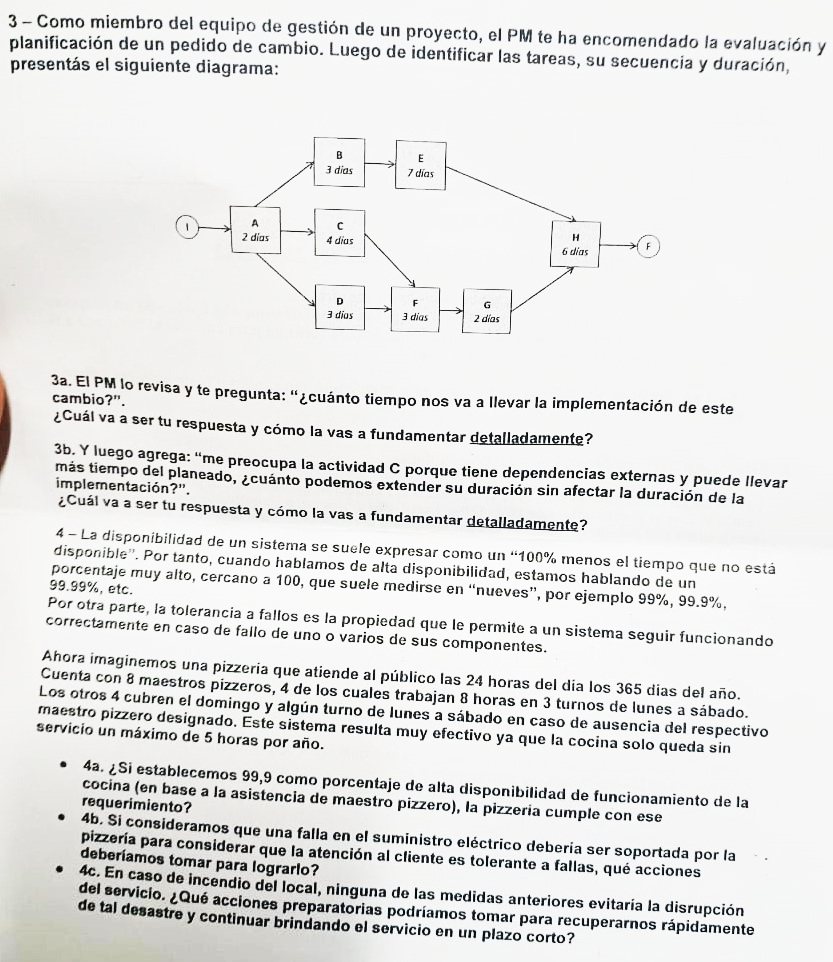 3 – Como miembro del equipo de gestión de un proyecto, el PM te ha encomendado la evaluación y
planificación de un pedido de cambio. Luego de identificar las tareas, su secuencia y duración,
presentás el siguiente diagrama:
B
3 días
E
7 días
I
A
2 días
C
4 días
H
6 días
F
D
3 días
F
3 días
G
2 días
3a. El PM lo revisa y te pregunta: “¿cuánto tiempo nos va a llevar la implementación de este
cambio?”.
¿Cuál va a ser tu respuesta y cómo la vas a fundamentar detalladamente?
3b. Y luego agrega: “me preocupa la actividad C porque tiene dependencias externas y puede llevar
más tiempo del planeado, ¿cuánto podemos extender su duración sin afectar la duración de la
implementación?”.
¿Cuál va a ser tu respuesta y cómo la vas a fundamentar detalladamente?
4 – La disponibilidad de un sistema se suele expresar como un “100% menos el tiempo que no está
disponible”. Por tanto, cuando hablamos de alta disponibilidad, estamos hablando de un
porcentaje muy alto, cercano a 100, que suele medirse en “nueves”, por ejemplo 99%, 99.9%,
99.99%, etc.
Por otra parte, la tolerancia a fallos es la propiedad que le permite a un sistema seguir funcionando
correctamente en caso de fallo de uno o varios de sus componentes.
Ahora imaginemos una pizzería que atiende al público las 24 horas del día los 365 dias del año.
Cuenta con 8 maestros pizzeros, 4 de los cuales trabajan 8 horas en 3 turnos de lunes a sábado.
Los otros 4 cubren el domingo y algún turno de lunes a sábado en caso de ausencia del respectivo
maestro pizzero designado. Este sistema resulta muy efectivo ya que la cocina solo queda sin
servicio un máximo de 5 horas por año.
• 4a. ¿Si establecemos 99,9 como porcentaje de alta disponibilidad de funcionamiento de la
cocina (en base a la asistencia de maestro pizzero), la pizzería cumple con ese
requerimiento?
• 4b. Si consideramos que una falla en el suministro eléctrico debería ser soportada por la
pizzería para considerar que la atención al cliente es tolerante a fallas, qué acciones
deberíamos tomar para lograrlo?
• 4c. En caso de incendio del local, ninguna de las medidas anteriores evitaría la disrupción
del servicio. ¿Qué acciones preparatorias podríamos tomar para recuperarnos rápidamente
de tal desastre y continuar brindando el servicio en un plazo corto?